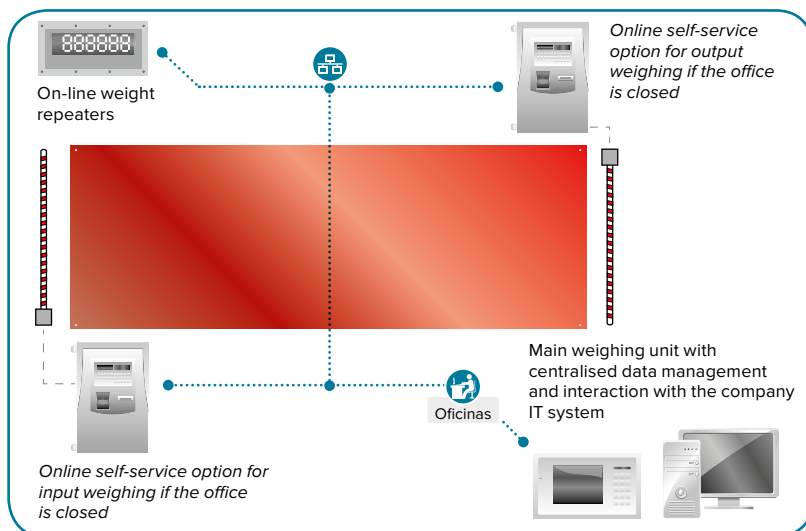 888888
On-line weight
repeaters
Online self-service
option for output
weighing if the office
is closed
Main weighing unit with
centralised data management
and interaction with the company
IT system
Oficinas
Online self-service option for
input weighing if the office
is closed